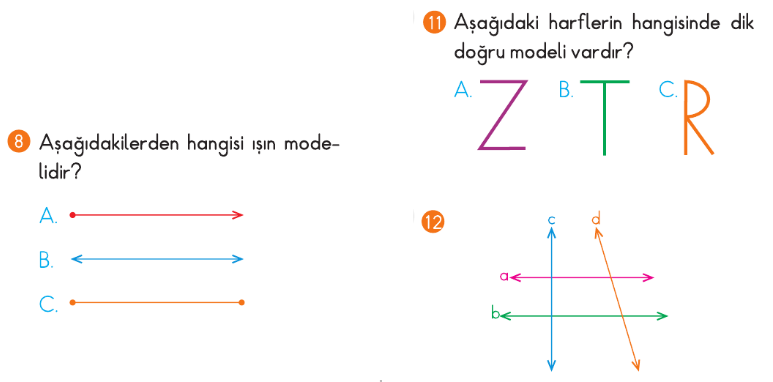 8 Aşağıdakilerden hangisi ışın mode-
lidir?
A.
B.
C.
11 Aşağıdaki harflerin hangisinde dik
doğru modeli vardır?
A. Z B. T C. R
12
c d
a
b